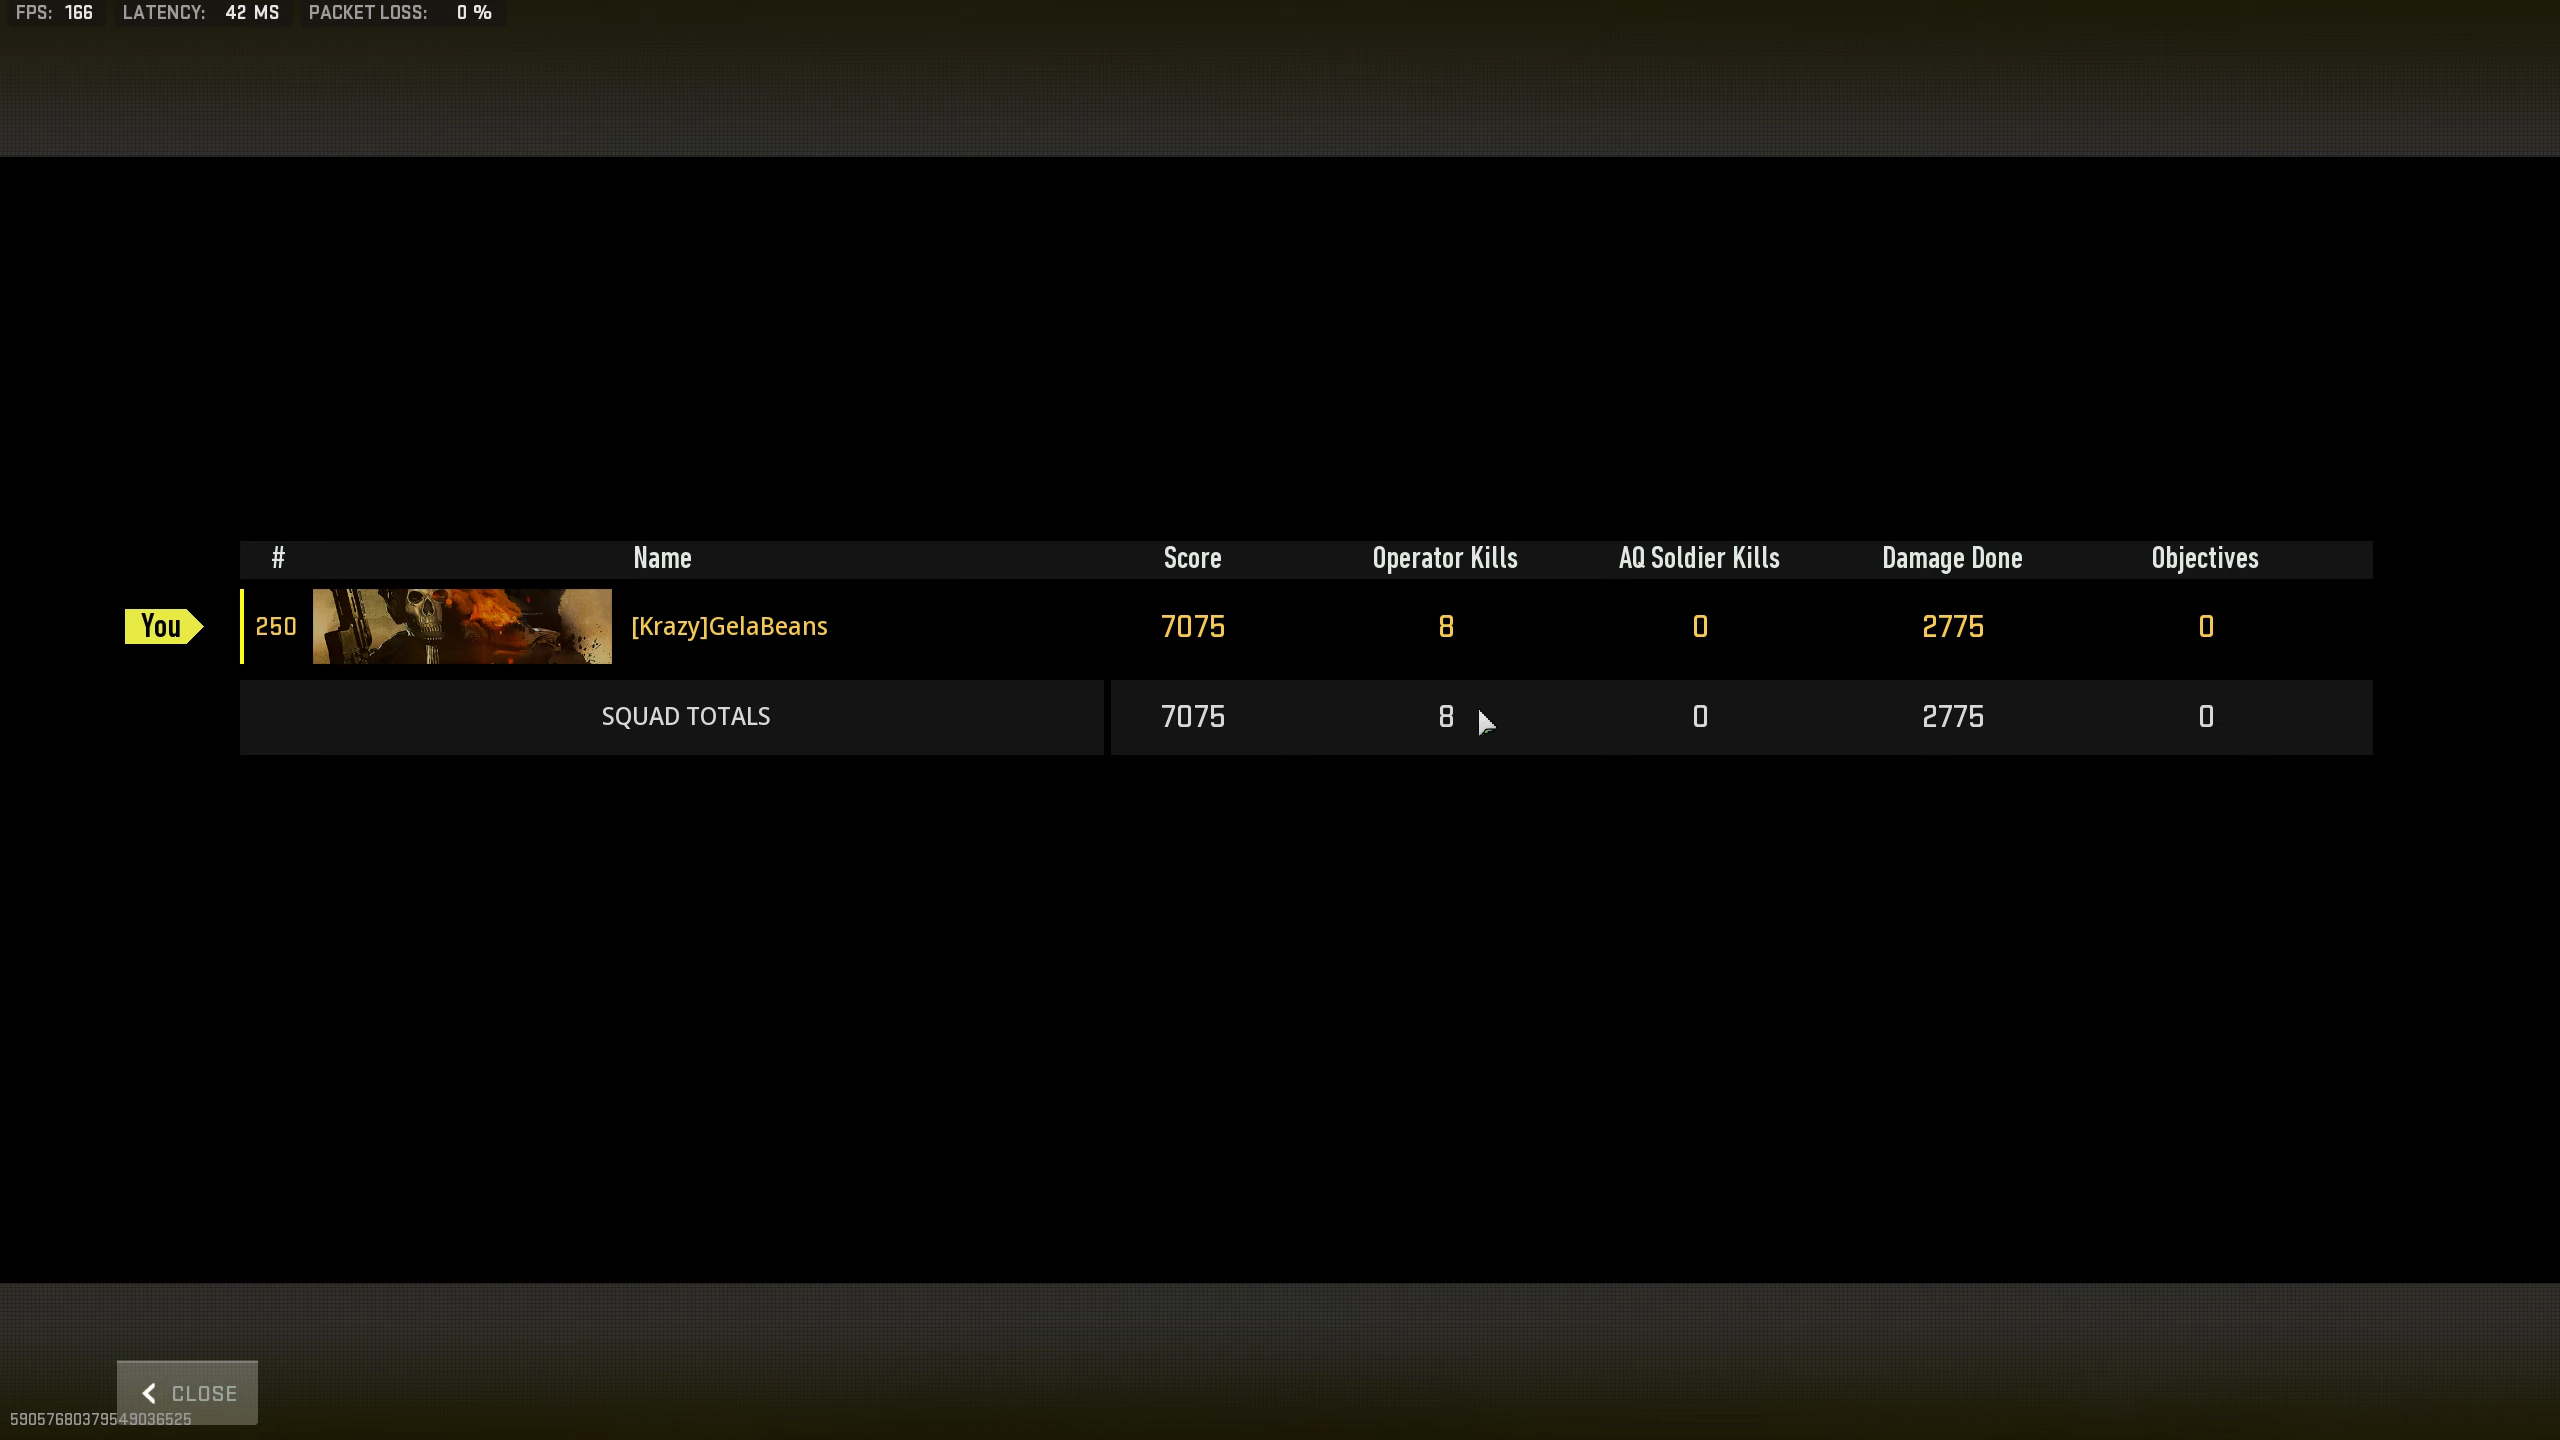 FPS: 166 LATENCY: 42 MS PACKET LOSS: 0 %
# Name Score Operator Kills AQ Soldier Kills Damage Done Objectives
You 250 [Krazy]GelaBeans 7075 8 0 2775 0
SQUAD TOTALS 7075 8 0 2775 0
CLOSE
59057680379549036525